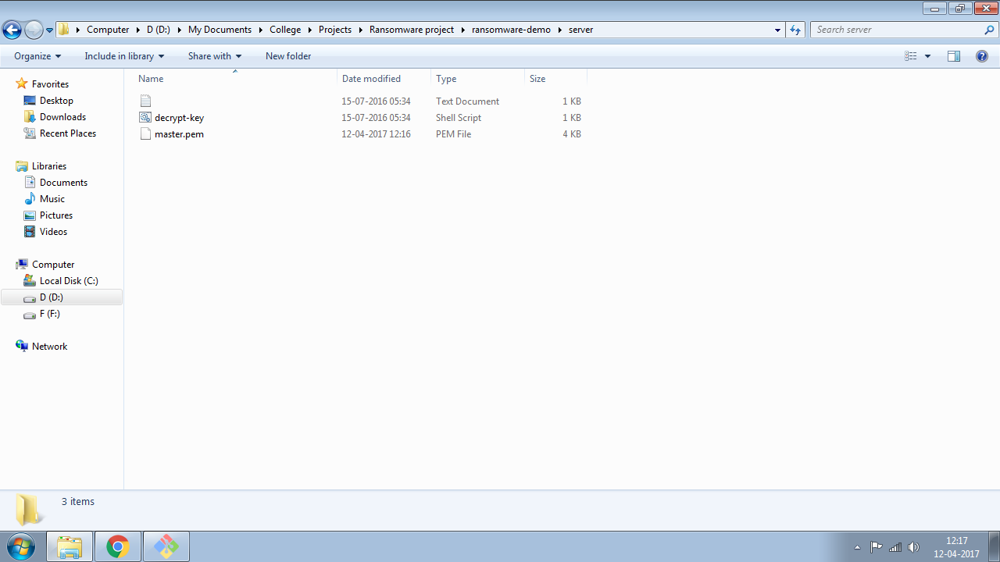 Computer D (D:) My Documents College Projects Ransomware project ransomware-demo server
Search server
Organize Include in library Share with New folder
Name Date modified Type Size
15-07-2016 05:34 Text Document 1 KB
decrypt-key 15-07-2016 05:34 Shell Script 1 KB
master.pem 12-04-2017 12:16 PEM File 4 KB
Favorites
Desktop
Downloads
Recent Places
Libraries
Documents
Music
Pictures
Videos
Computer
Local Disk (C:)
D (D:)
F (F:)
Network
3 items
12:17
12-04-2017